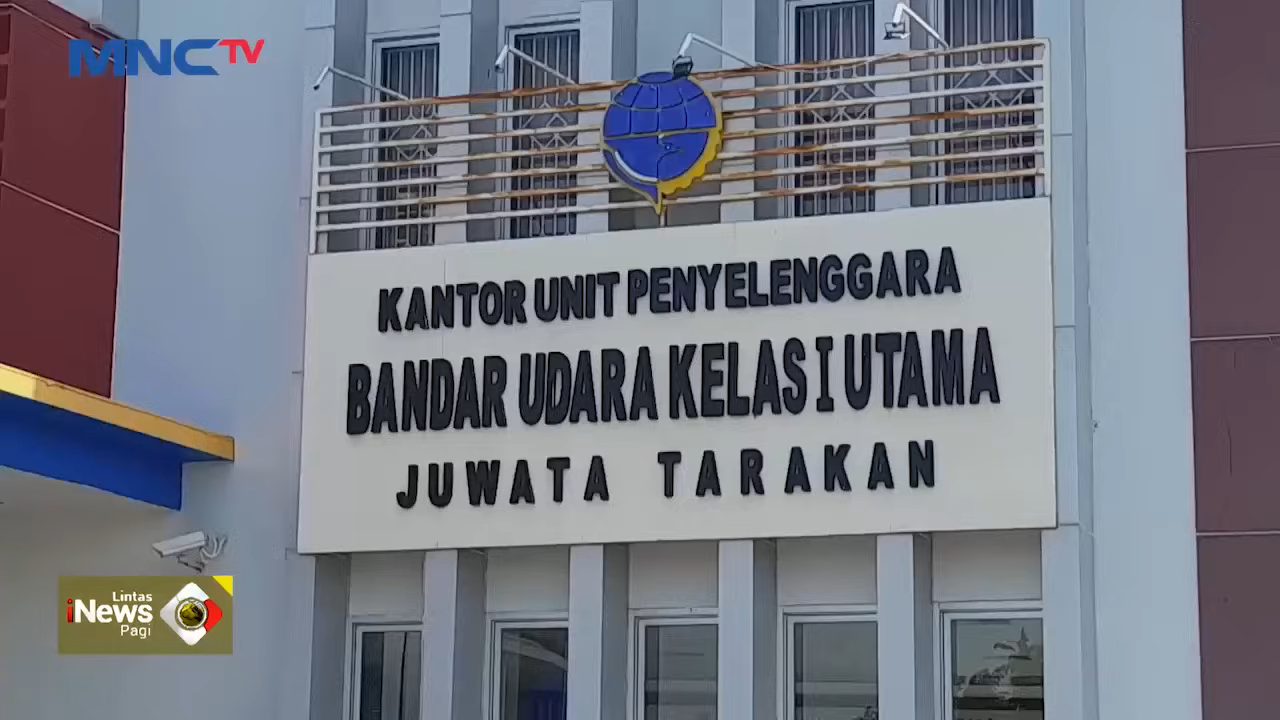 MNC TV
KANTOR UNIT PENYELENGGARA
BANDAR UDARA KELAS I UTAMA
JUWATA TARAKAN
Lintas
iNews
Pagi